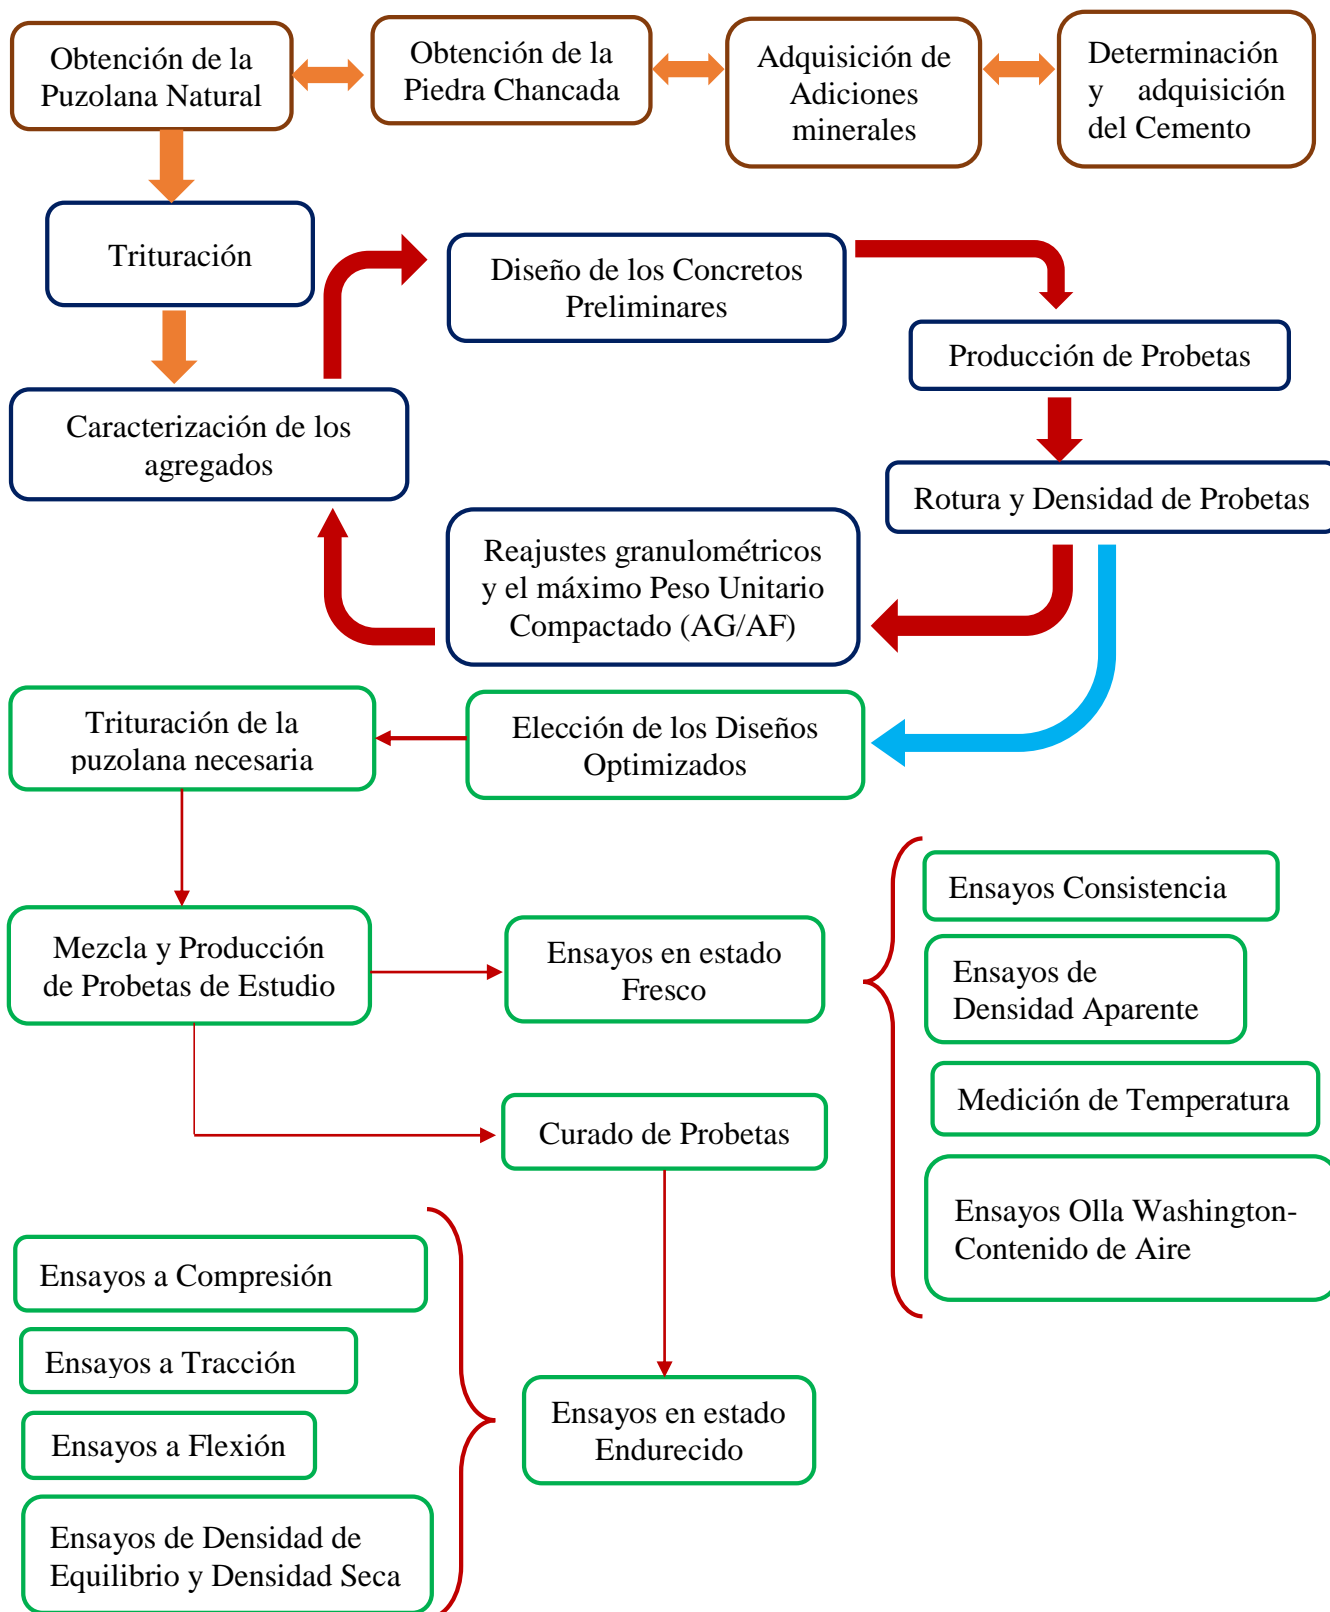 Obtención de la
Puzolana Natural
Obtención de la
Piedra Chancada
Adquisición de
Adiciones
minerales
Determinación
y adquisición
del Cemento
Trituración
Diseño de los Concretos
Preliminares
Producción de Probetas
Caracterización de los
agregados
Rotura y Densidad de Probetas
Reajustes granulométricos
y el máximo Peso Unitario
Compactado (AG/AF)
Trituración de la
puzolana necesaria
Elección de los Diseños
Optimizados
Mezcla y Producción
de Probetas de Estudio
Ensayos en estado
Fresco
Ensayos Consistencia
Ensayos de
Densidad Aparente
Medición de Temperatura
Ensayos Olla Washington-
Contenido de Aire
Curado de Probetas
Ensayos a Compresión
Ensayos a Tracción
Ensayos a Flexión
Ensayos de Densidad de
Equilibrio y Densidad Seca
Ensayos en estado
Endurecido